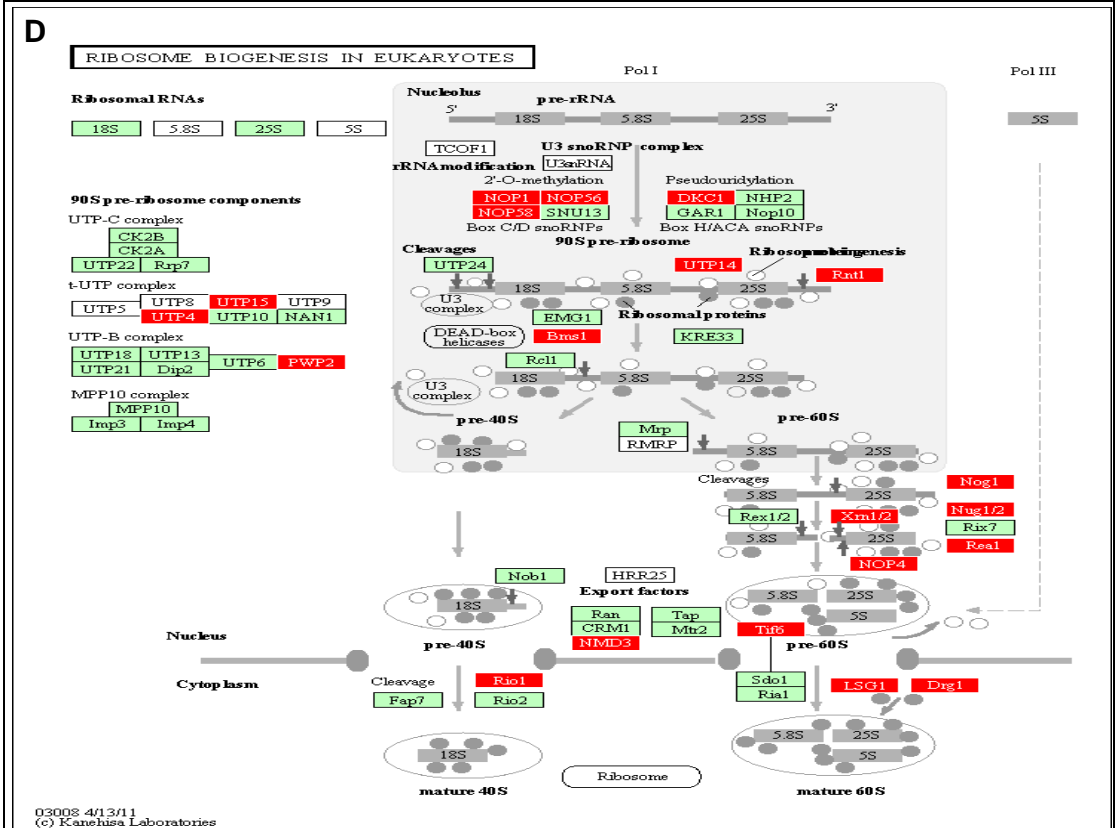 D
RIBOSOME BIOGENESIS IN EUKARYOTES
Pol I
Pol III
Ribosomal RNAs
18S 5.8S 25S 5S
Nucleolus
pre-rRNA
5' 3'
18S 5.8S 25S
5S
TCOF1
U3 snoRNP complex
U3snRNA
rRNA modification
2'-O-methylation
NOP1 NOP56
NOP58 SNU13
Box C/D snoRNPs
Pseudouridylation
DKC1 NHP2
GAR1 Nop10
Box H/ACA snoRNPs
90S pre-ribosome components
UTP-C complex
CK2B
CK2A
UTP22 Rrp7
t-UTP complex
UTP5
UTP8 UTP15 UTP9
UTP4 UTP10 NAN1
UTP-B complex
UTP18 UTP13
UTP21 Dip2
UTP6 PWP2
MPP10 complex
MPP10
Imp3 Imp4
90S pre-ribosome
Cleavages
UTP24
UTP14
Rnt1
18S 5.8S 25S
U3
complex
EMG1
Ribosomal proteins
DEAD-box
helicases
Bms1
KRE33
Rcl1
18S 5.8S 25S
U3
complex
pre-40S
pre-60S
18S
Mrp
RMRP
5.8S 25S
Cleavages
5.8S 25S
Nog1
Nug1/2
Rex1/2
Xrn1/2
Rix7
5.8S 25S
Rea1
NOP4
Nob1
HRR25
Export factors
18S
Ran
CRM1
NMD3
Tap
Mtr2
5.8S 25S
5S
Tif6
Nucleus
pre-40S
pre-60S
Cytoplasm
Cleavage
Rio1
Fap7
Rio2
Sdo1
Ria1
LSG1
Drg1
18S
5.8S 25S
5S
Ribosome
mature 40S
mature 60S
03008 4/13/11
(c) Kanehisa Laboratories